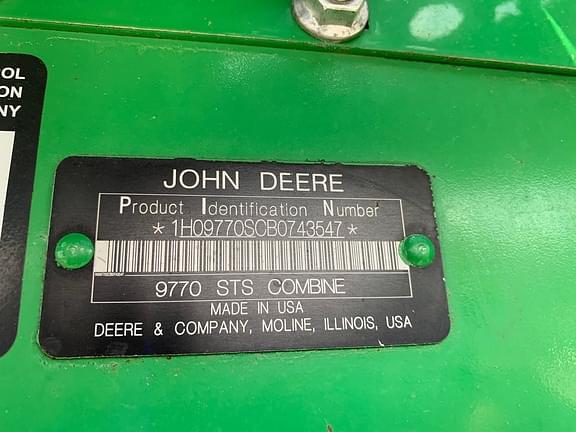 OL
ON
NY
JOHN DEERE
Product Identification Number
*1H09770SCB0743547*
9770 STS COMBINE
MADE IN USA
DEERE & COMPANY, MOLINE, ILLINOIS, USA